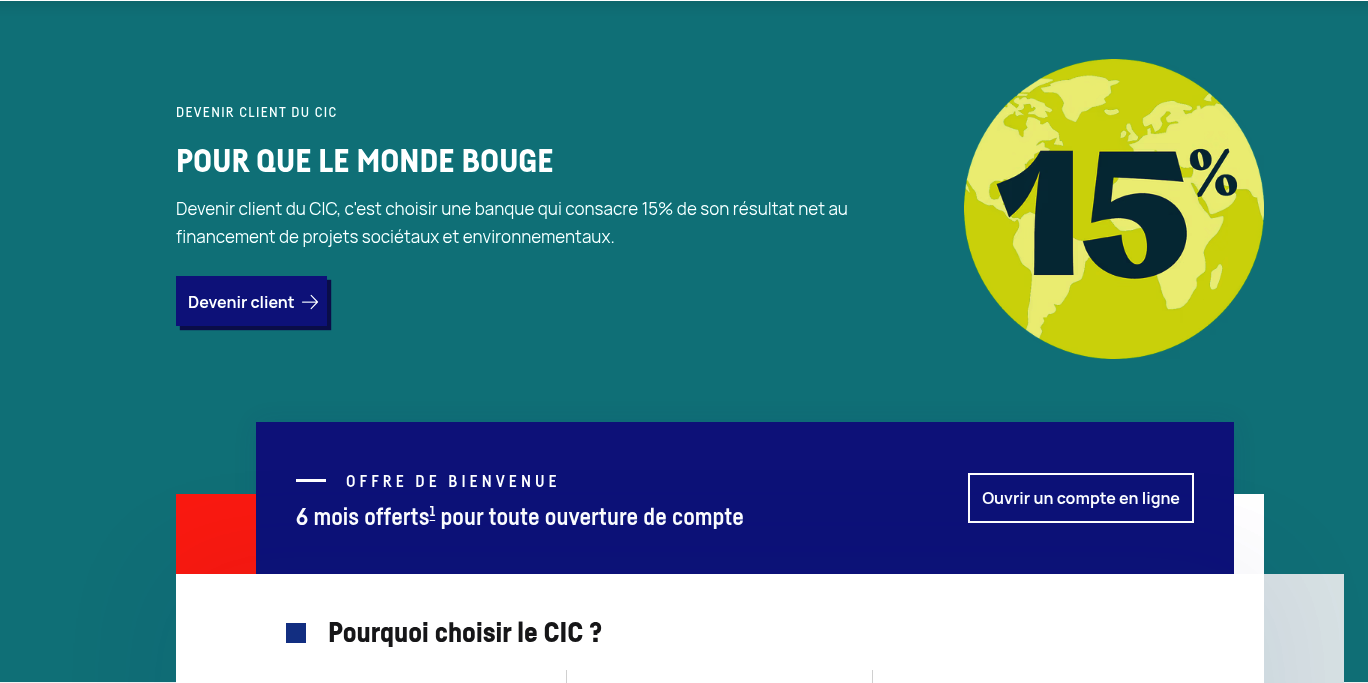 DEVENIR CLIENT DU CIC
POUR QUE LE MONDE BOUGE
Devenir client du CIC, c'est choisir une banque qui consacre 15% de son résultat net au
financement de projets sociétaux et environnementaux.
Devenir client
15%
OFFRE DE BIENVENUE
6 mois offerts1 pour toute ouverture de compte
Ouvrir un compte en ligne
Pourquoi choisir le CIC ?